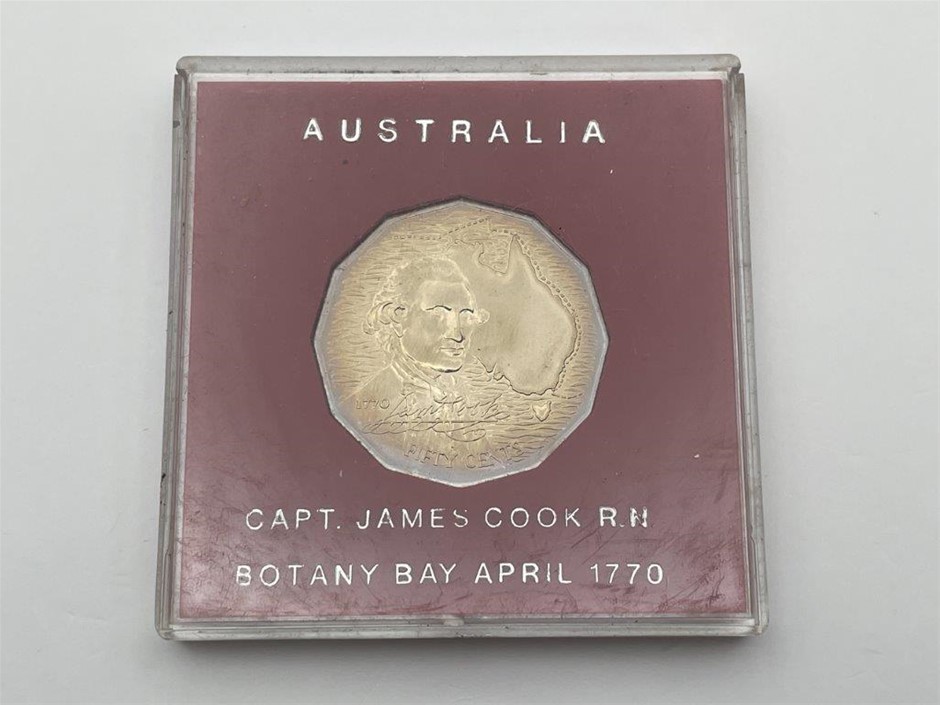 AUSTRALIA
1770
FIFTY CENTS
CAPT. JAMES COOK R.N
BOTANY BAY APRIL 1770